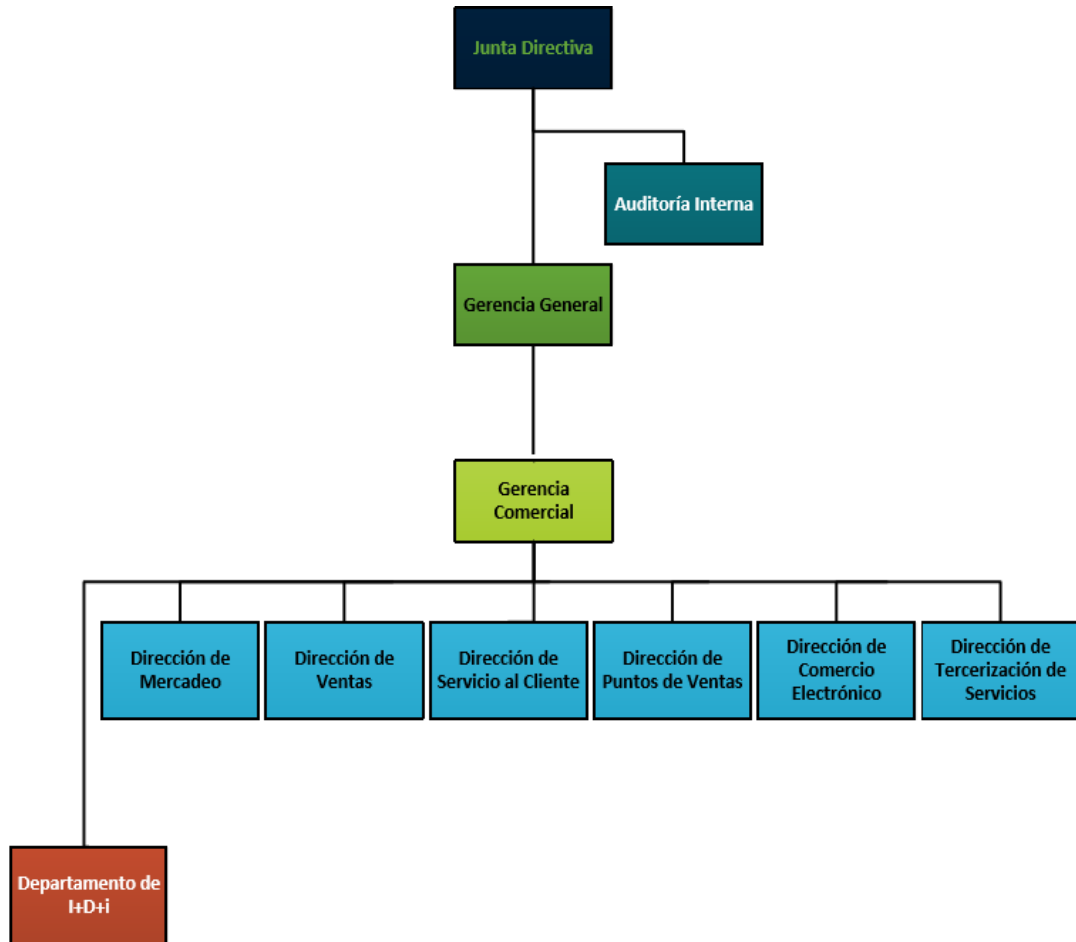 Junta Directiva
Auditoría Interna
Gerencia General
Gerencia
Comercial
Dirección de
Mercadeo
Dirección de
Ventas
Dirección de
Servicio al Cliente
Dirección de
Puntos de Ventas
Dirección de
Comercio
Electrónico
Dirección de
Tercerización de
Servicios
Departamento de
I+D+i